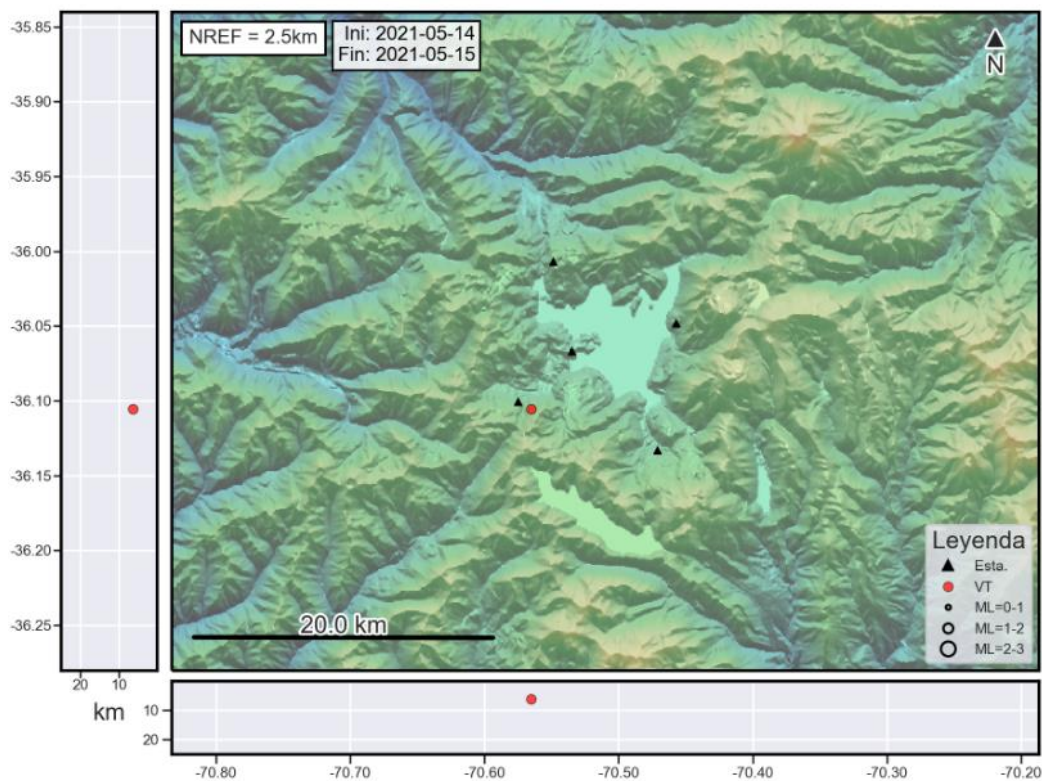 NREF = 2.5km
Ini: 2021-05-14
Fin: 2021-05-15
N
-35.85
-35.90
-35.95
-36.00
-36.05
-36.10
-36.15
-36.20
-36.25
20.0 km
Leyenda
Esta.
VT
ML=0-1
ML=1-2
ML=2-3
20 10
km
10
20
-70.80 -70.70 -70.60 -70.50 -70.40 -70.30 -70.20